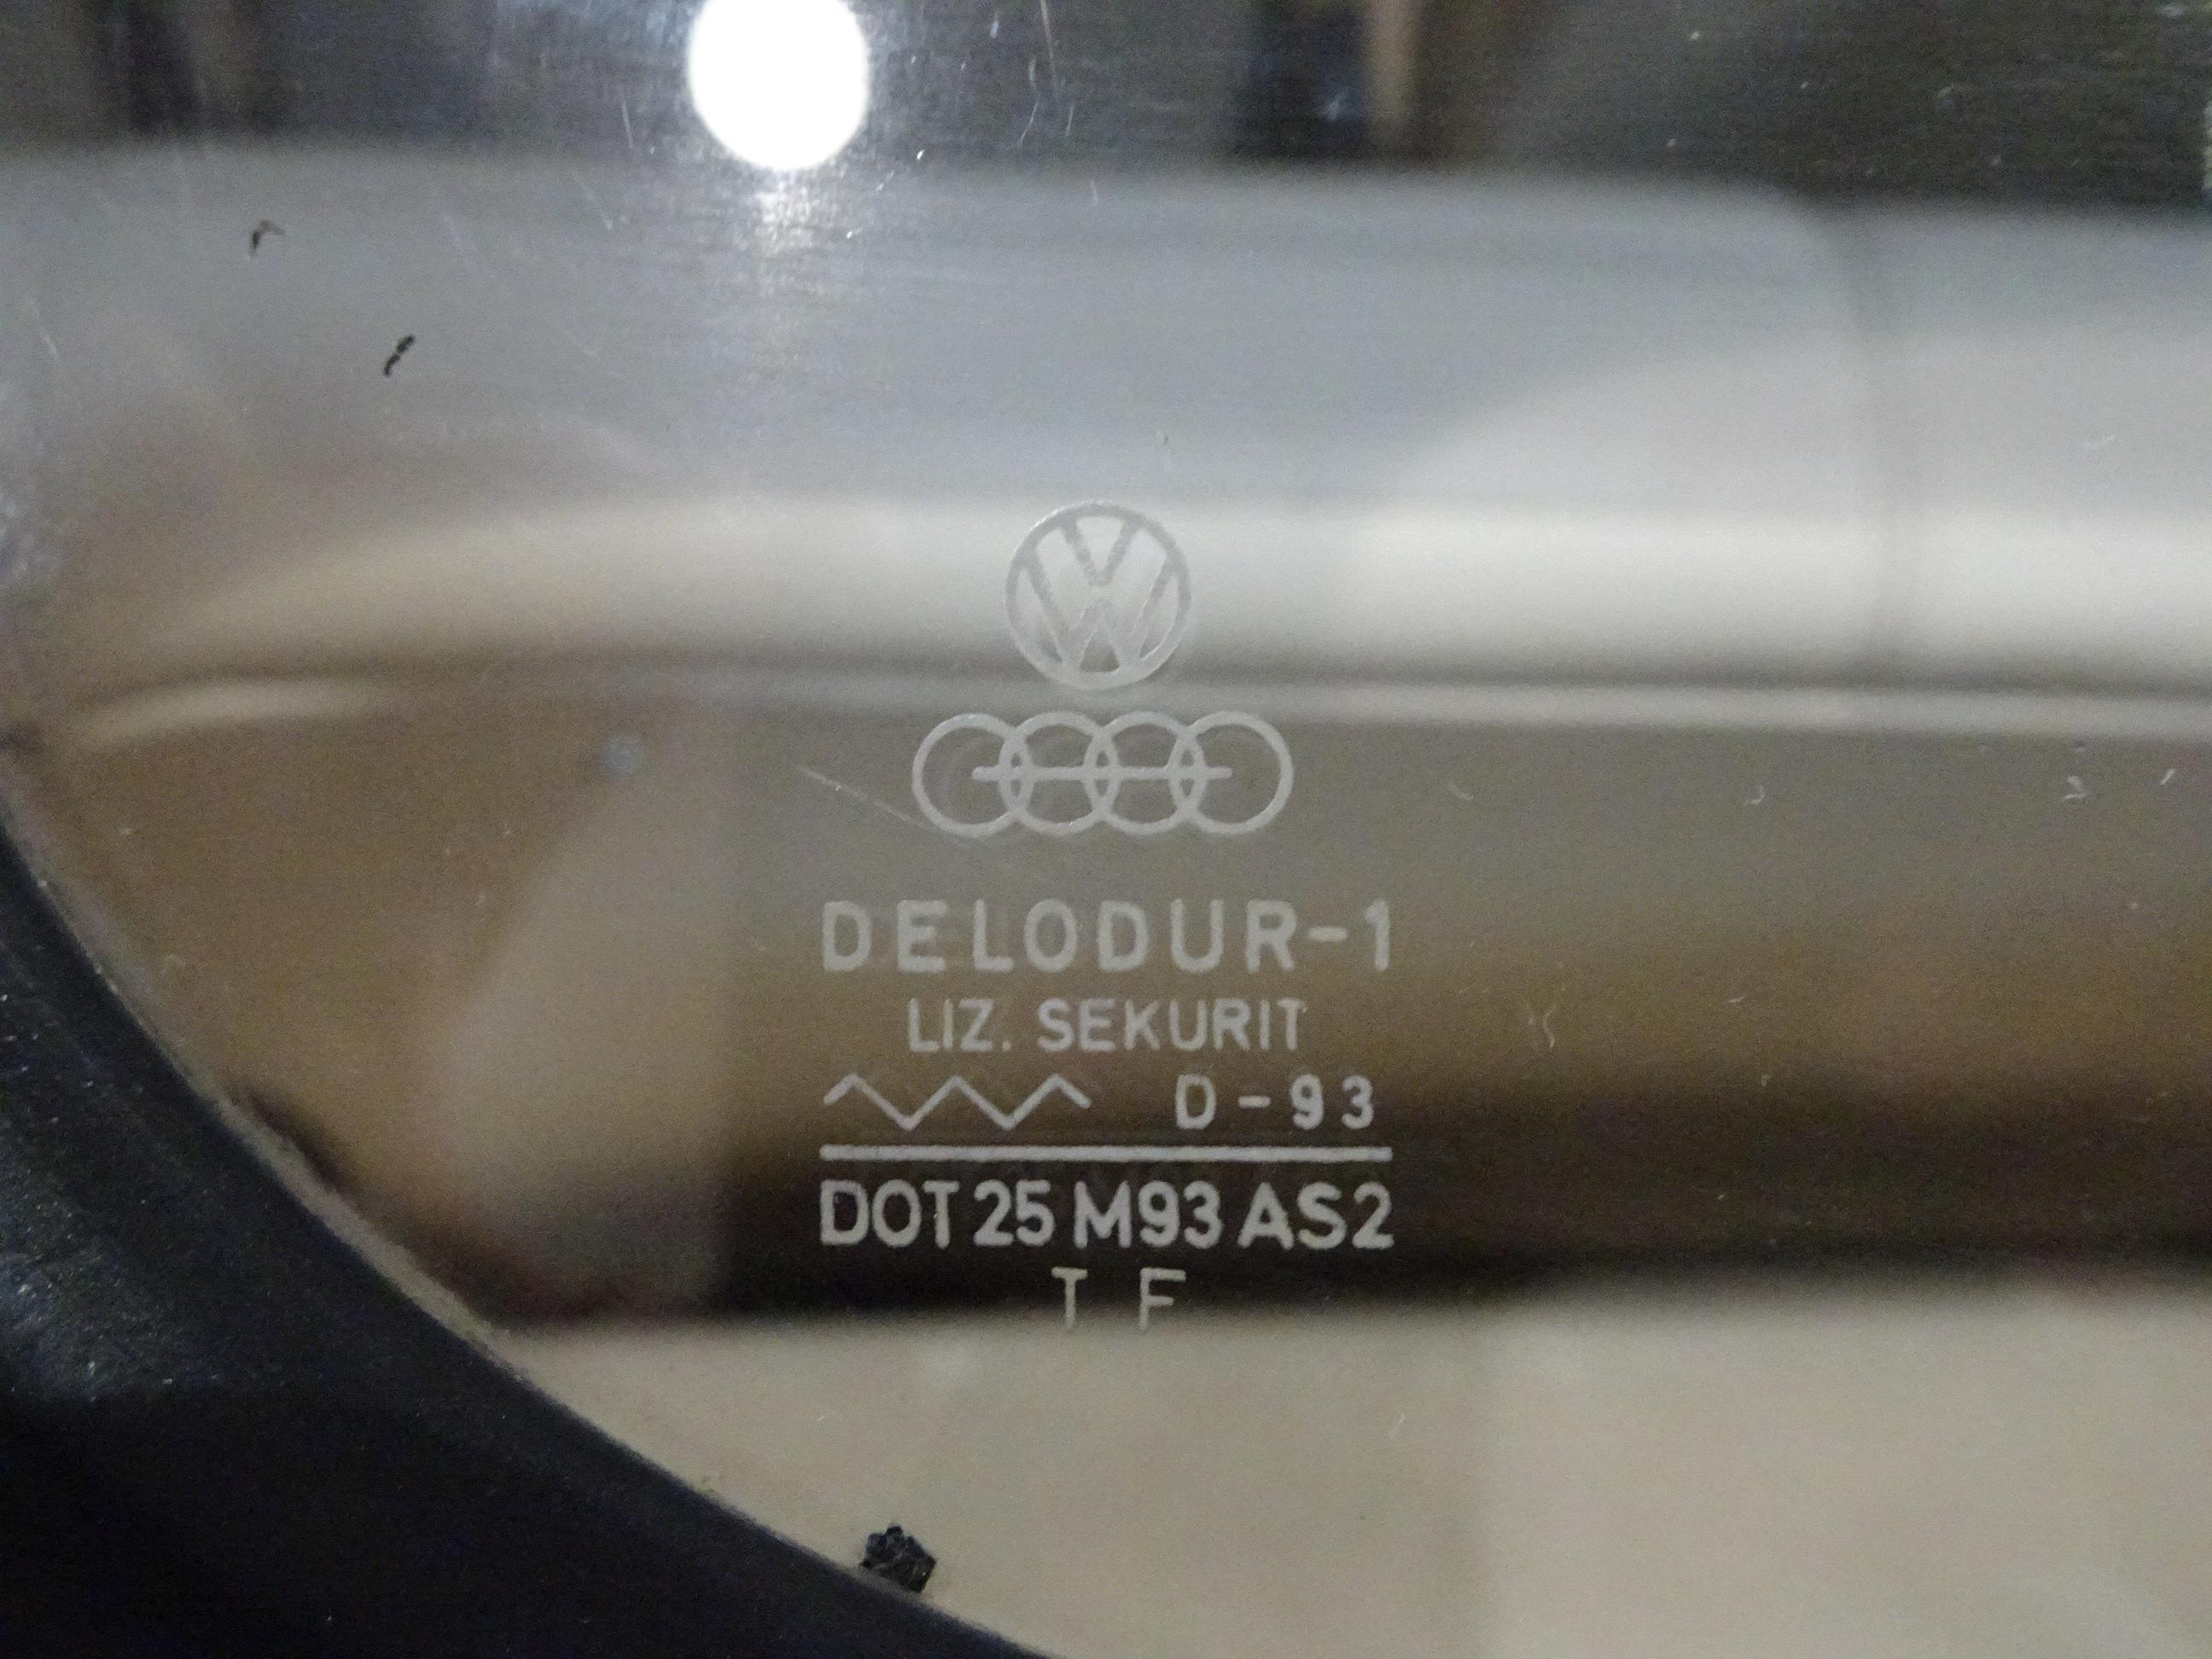 DELODUR-1
LIZ. SEKURIT
D-93
DOT 25 M93 AS2
T F